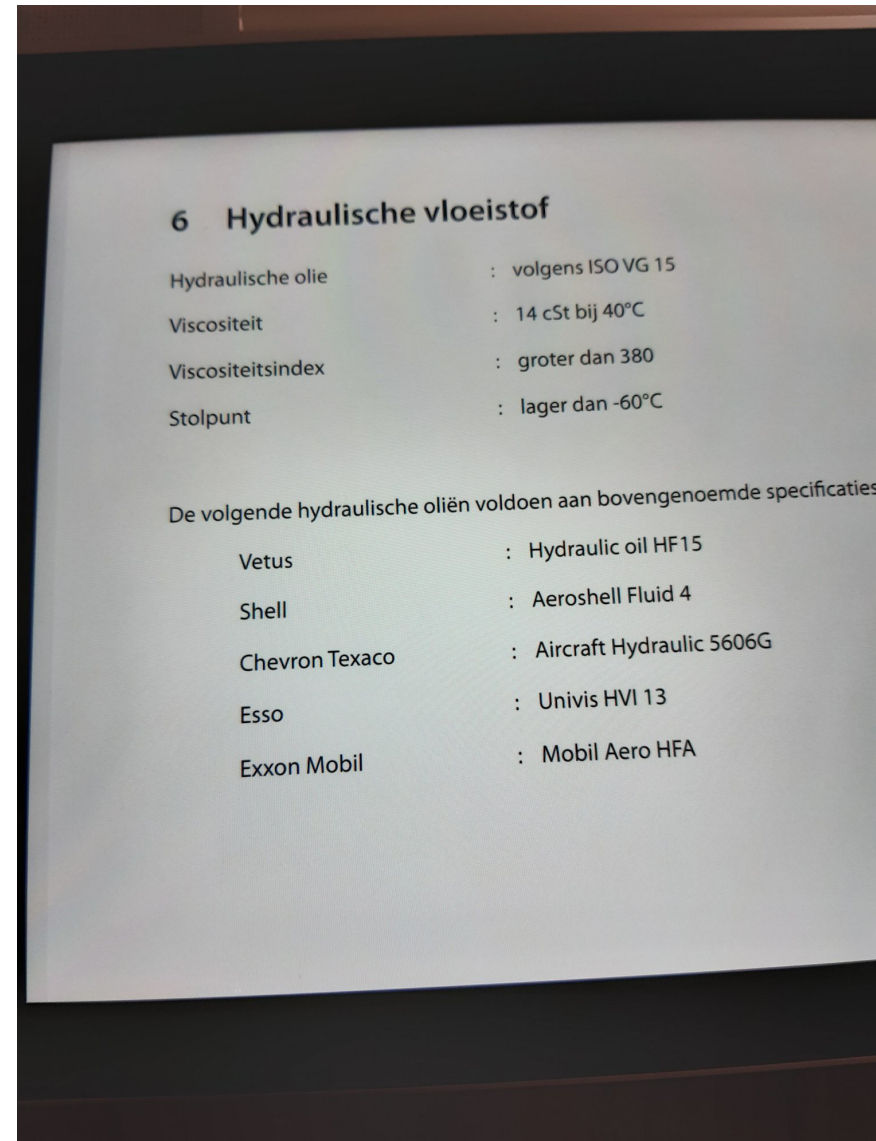 6 Hydraulische vloeistof
Hydraulische olie : volgens ISO VG 15
Viscositeit : 14 cSt bij 40°C
Viscositeitsindex : groter dan 380
Stolpunt : lager dan -60°C
De volgende hydraulische oliën voldoen aan bovengenoemde specificaties
Vetus : Hydraulic oil HF15
Shell : Aeroshell Fluid 4
Chevron Texaco : Aircraft Hydraulic 5606G
Esso : Univis HVI 13
Exxon Mobil : Mobil Aero HFA